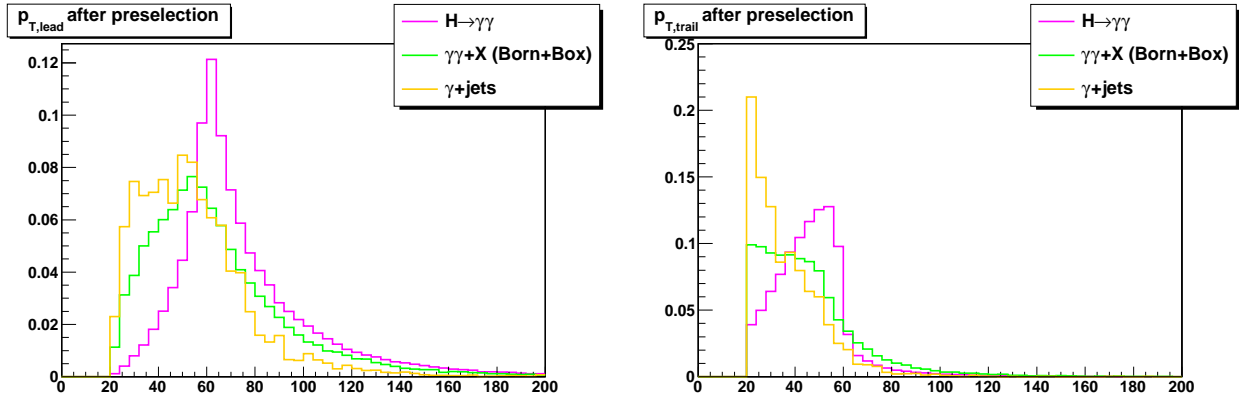 p_T,lead after preselection
H→γγ
γγ+X (Born+Box)
γ+jets
0.12
0.1
0.08
0.06
0.04
0.02
0
0 20 40 60 80 100 120 140 160 180 200
p_T,trail after preselection
H→γγ
γγ+X (Born+Box)
γ+jets
0.25
0.2
0.15
0.1
0.05
0
0 20 40 60 80 100 120 140 160 180 200